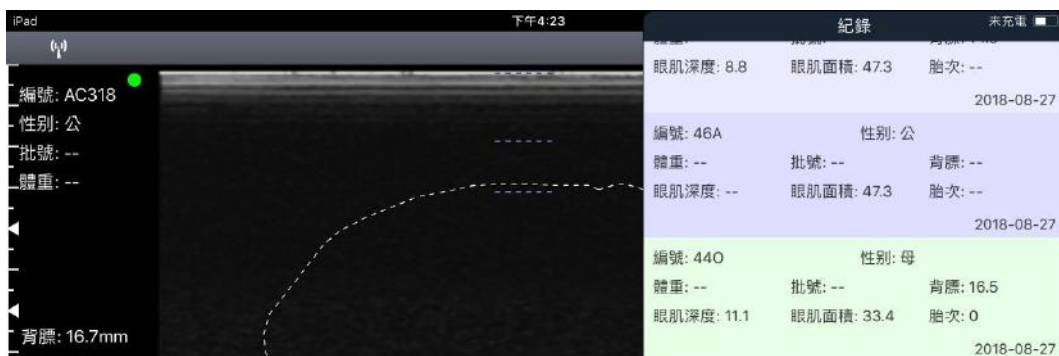 iPad
下午4:23
紀錄
未充電
編號: AC318
性别: 公
批號: --
體重: --
背膘: 16.7mm
眼肌深度: 8.8 眼肌面積: 47.3 胎次: --
2018-08-27
編號: 46A 性别: 公
體重: -- 批號: -- 背膘: --
眼肌深度: -- 眼肌面積: 47.3 胎次: --
2018-08-27
編號: 44O 性别: 母
體重: -- 批號: -- 背膘: 16.5
眼肌深度: 11.1 眼肌面積: 33.4 胎次: 0
2018-08-27